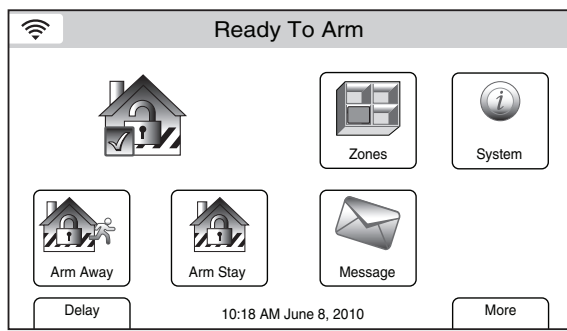 Ready To Arm
Zones
System
Arm Away
Arm Stay
Message
Delay
10:18 AM June 8, 2010
More